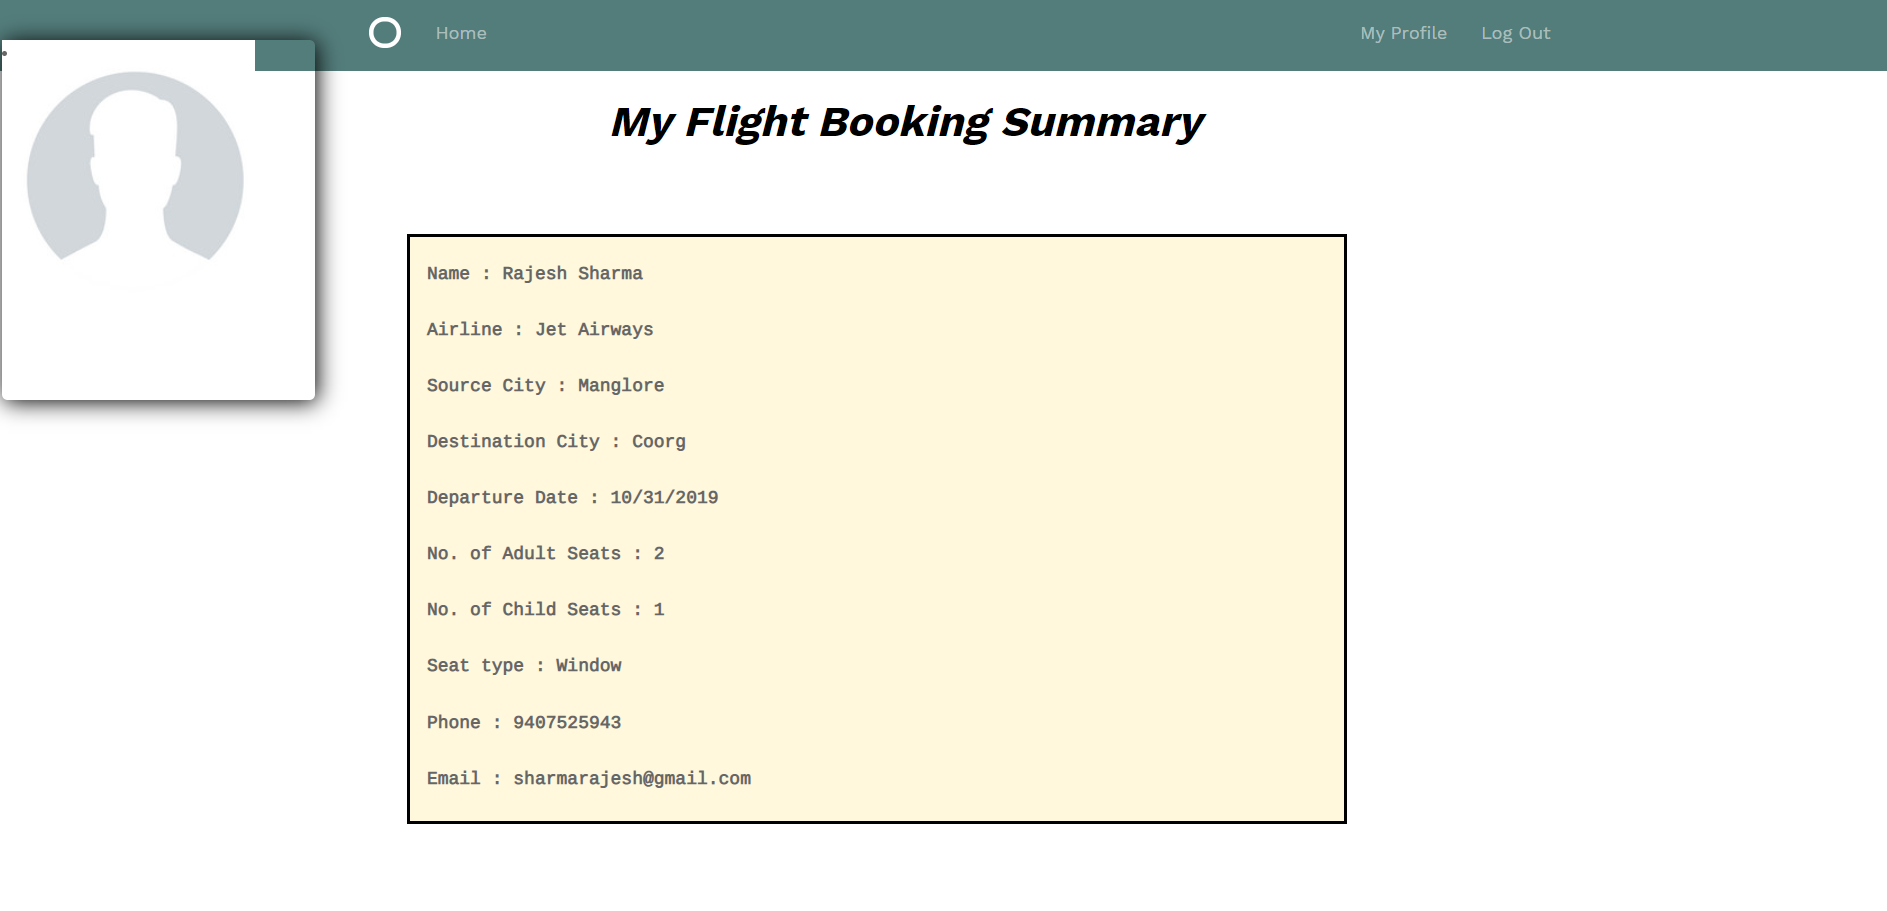 Home
My Profile
Log Out
My Flight Booking Summary
Name : Rajesh Sharma
Airline : Jet Airways
Source City : Manglore
Destination City : Coorg
Departure Date : 10/31/2019
No. of Adult Seats : 2
No. of Child Seats : 1
Seat type : Window
Phone : 9407525943
Email : sharmarajesh@gmail.com